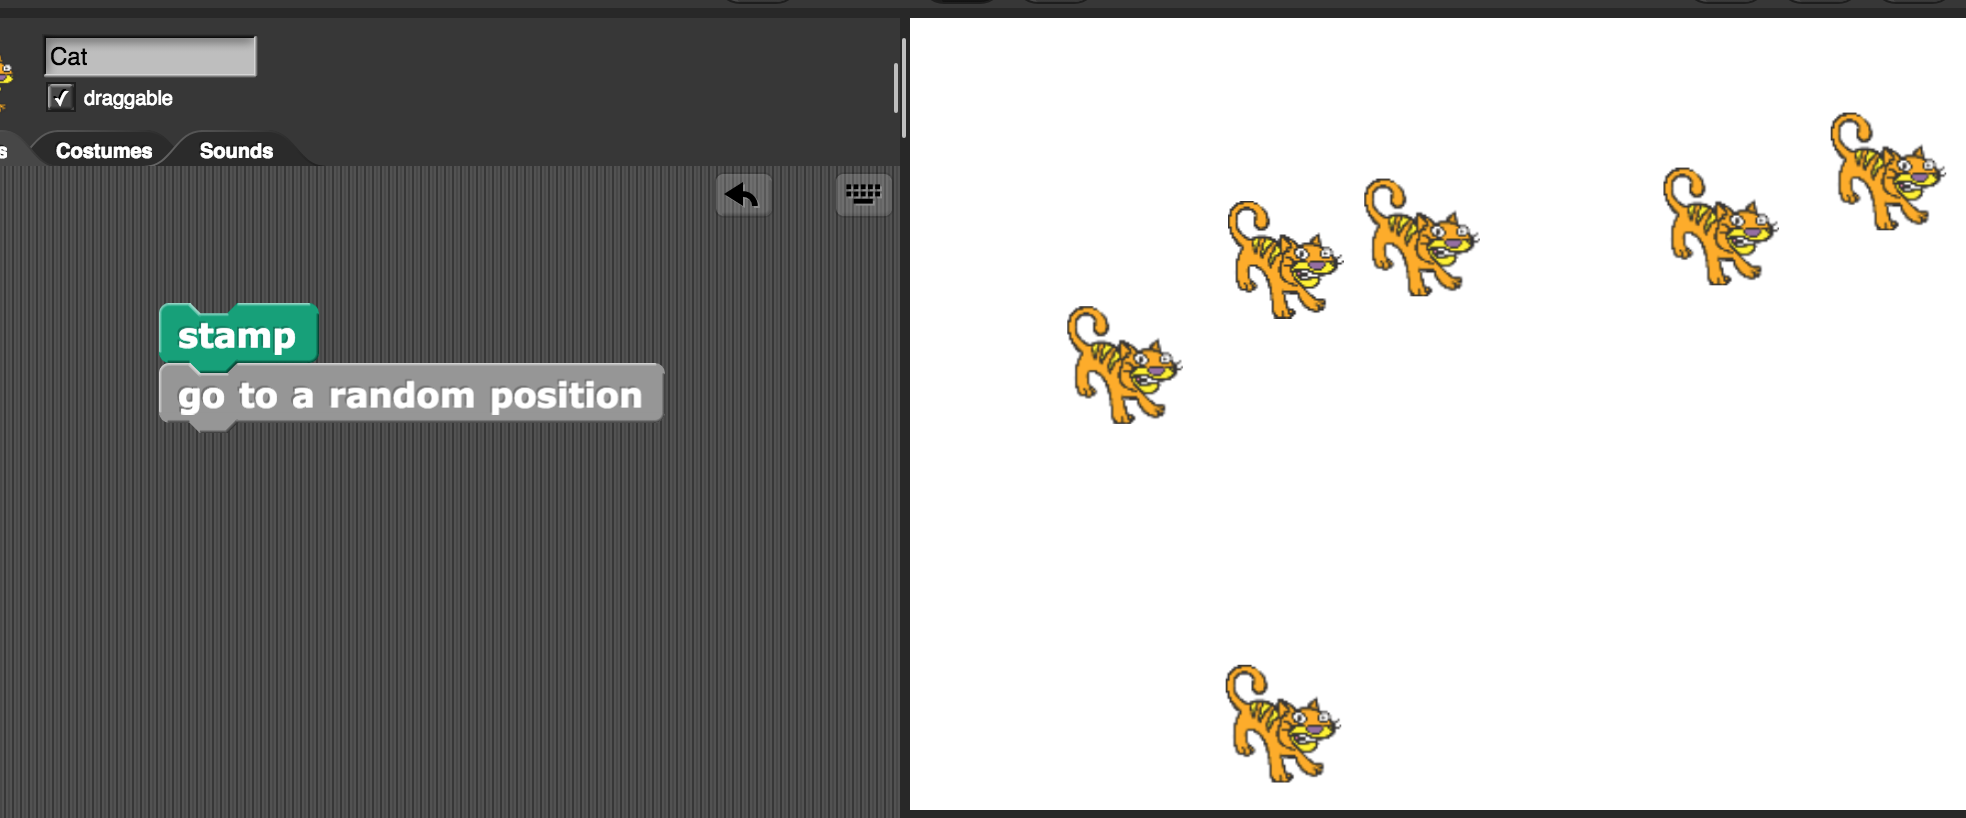 Cat
draggable
s
Costumes
Sounds
stamp
go to a random position